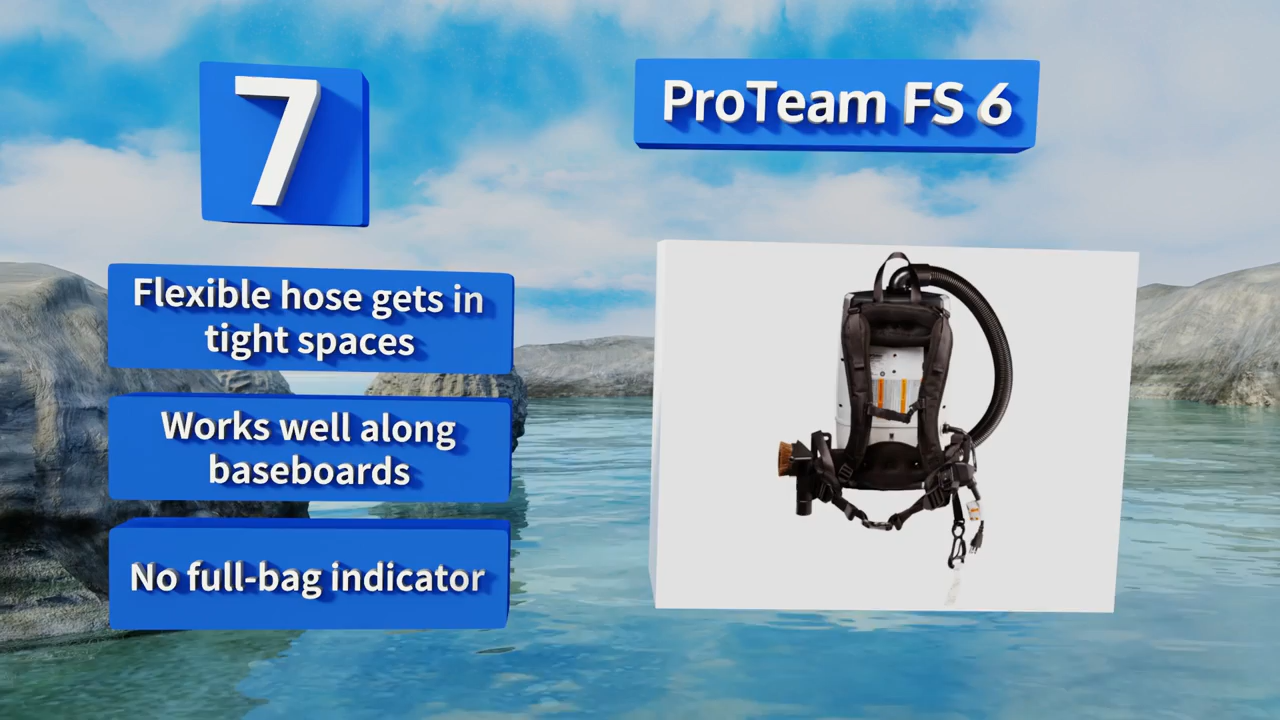 7
ProTeam FS 6
Flexible hose gets in
tight spaces
Works well along
baseboards
No full-bag indicator